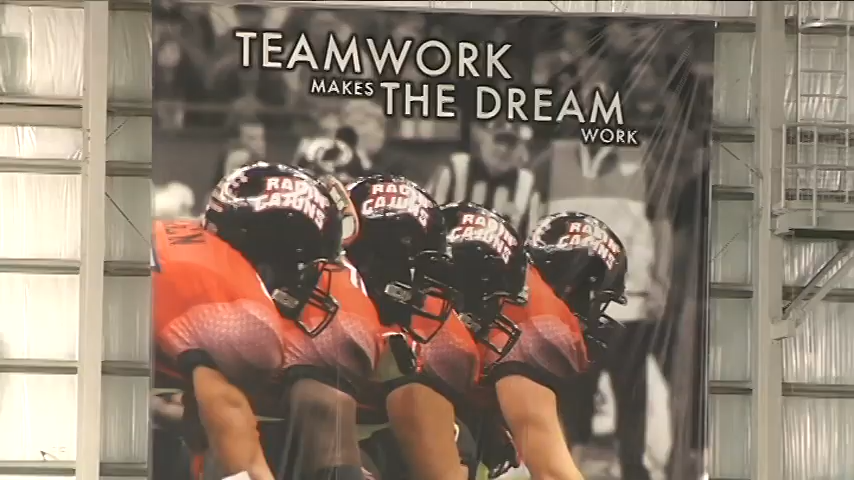 TEAMWORK
MAKES THE DREAM
WORK
RAGIN'
CAJUNS
RAGIN'
CAJUNS
RAGIN'
CAJUNS
RAGIN'
CAJUNS